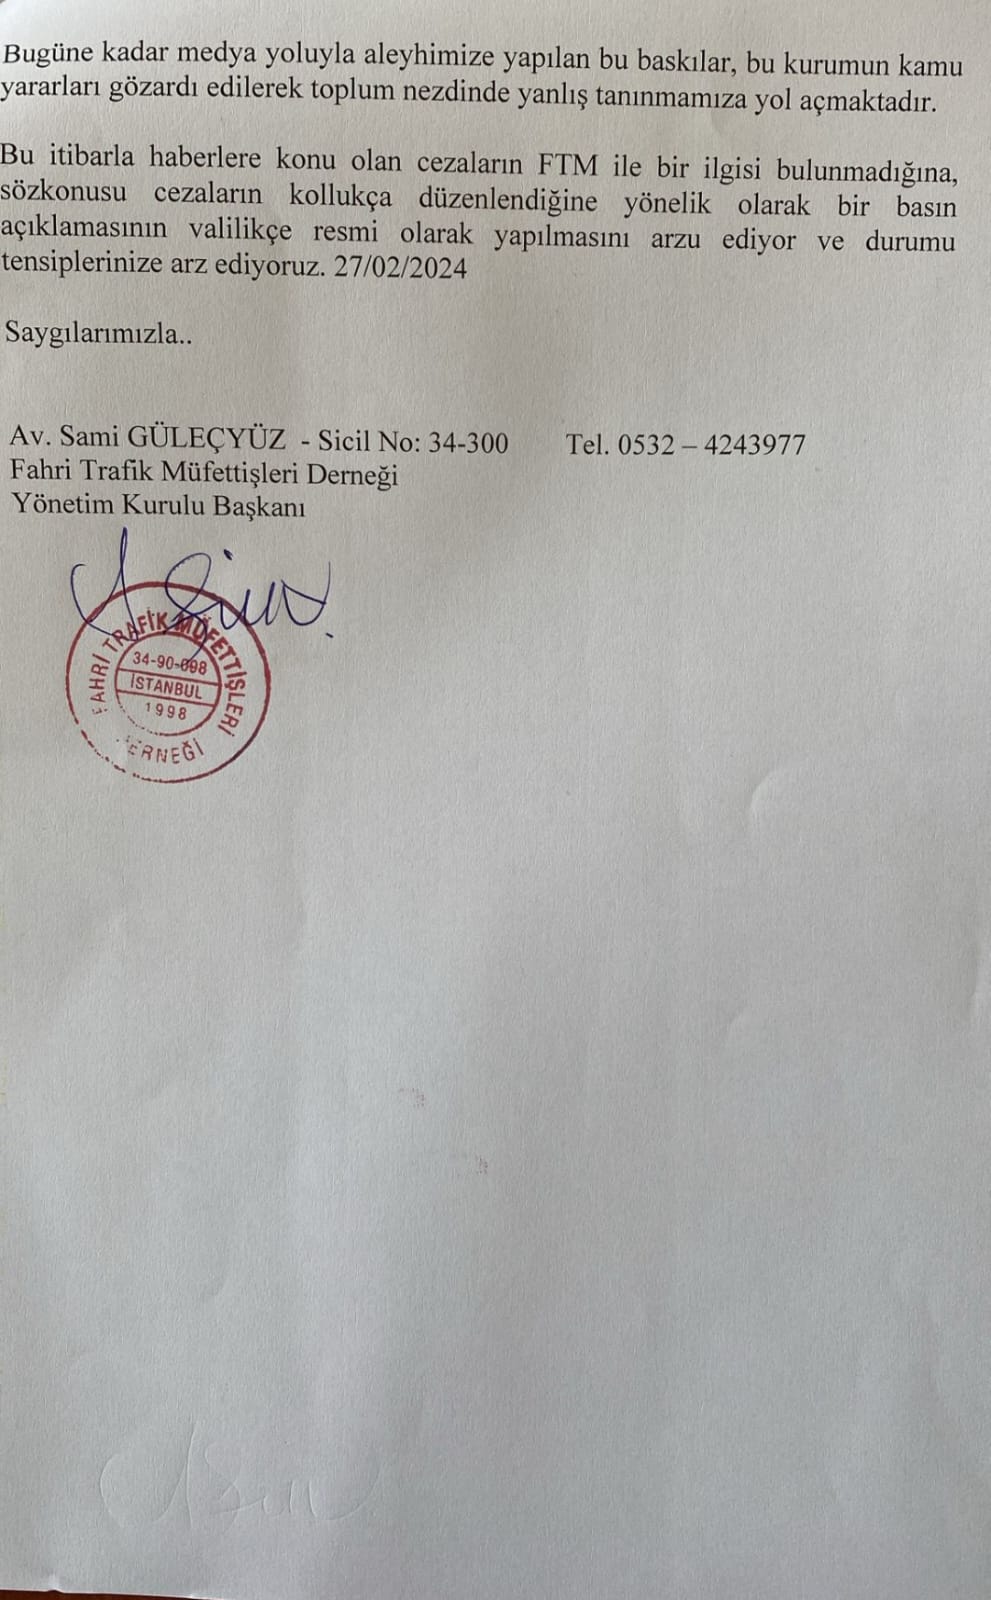 Bugüne kadar medya yoluyla aleyhimize yapılan bu baskılar, bu kurumun kamu
yararları gözardı edilerek toplum nezdinde yanlış tanınmamıza yol açmaktadır.
Bu itibarla haberlere konu olan cezaların FTM ile bir ilgisi bulunmadığına,
sözkonusu cezaların kollukça düzenlendiğine yönelik olarak bir basın
açıklamasının valilikçe resmi olarak yapılmasını arzu ediyor ve durumu
tensiplerinize arz ediyoruz. 27/02/2024
Saygılarımızla..
Av. Sami GÜLEÇYÜZ - Sicil No: 34-300 Tel. 0532 – 4243977
Fahri Trafik Müfettişleri Derneği
Yönetim Kurulu Başkanı
FAHRİ TRAFİK MÜFETTİŞLERİ
34-90-098
İSTANBUL
1998
ERNEĞİ